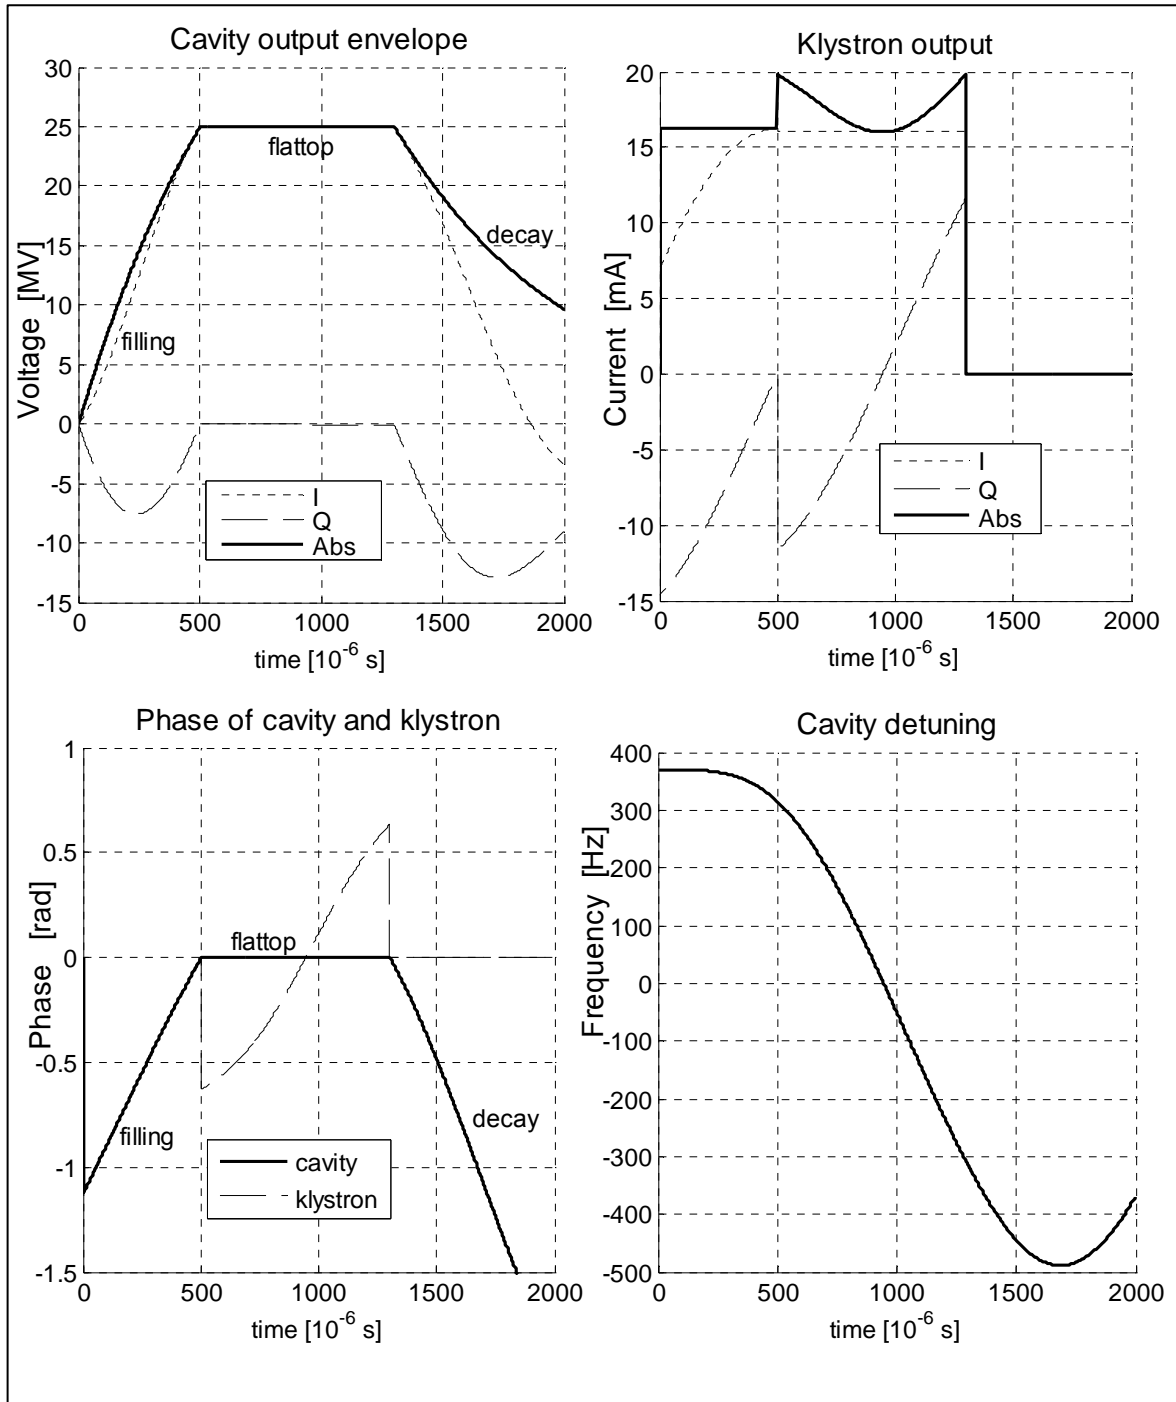 Cavity output envelope
30
25
20
15
10
5
0
-5
-10
-15
Voltage [MV]
filling
flattop
decay
I
Q
Abs
0 500 1000 1500 2000
time [10-6 s]
Klystron output
20
15
10
5
0
-5
-10
-15
Current [mA]
I
Q
Abs
0 500 1000 1500 2000
time [10-6 s]
Phase of cavity and klystron
1
0.5
0
-0.5
-1
-1.5
Phase [rad]
flattop
filling
decay
cavity
klystron
0 500 1000 1500 2000
time [10-6 s]
Cavity detuning
400
300
200
100
0
-100
-200
-300
-400
-500
Frequency [Hz]
0 500 1000 1500 2000
time [10-6 s]